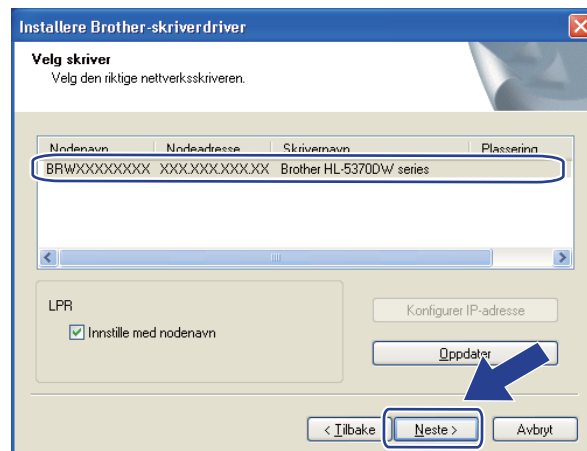 Installere Brother-skriverdriver
Velg skriver
Velg den riktige nettverksskriveren.
Nodenavn Nodeadresse Skrivernavn Plassering
BRWXXXXXXXX XXX.XXX.XXX.XX Brother HL-5370DW series
LPR
Innstille med nodenavn
Konfigurer IP-adresse
Oppdater
< Tilbake Neste > Avbryt